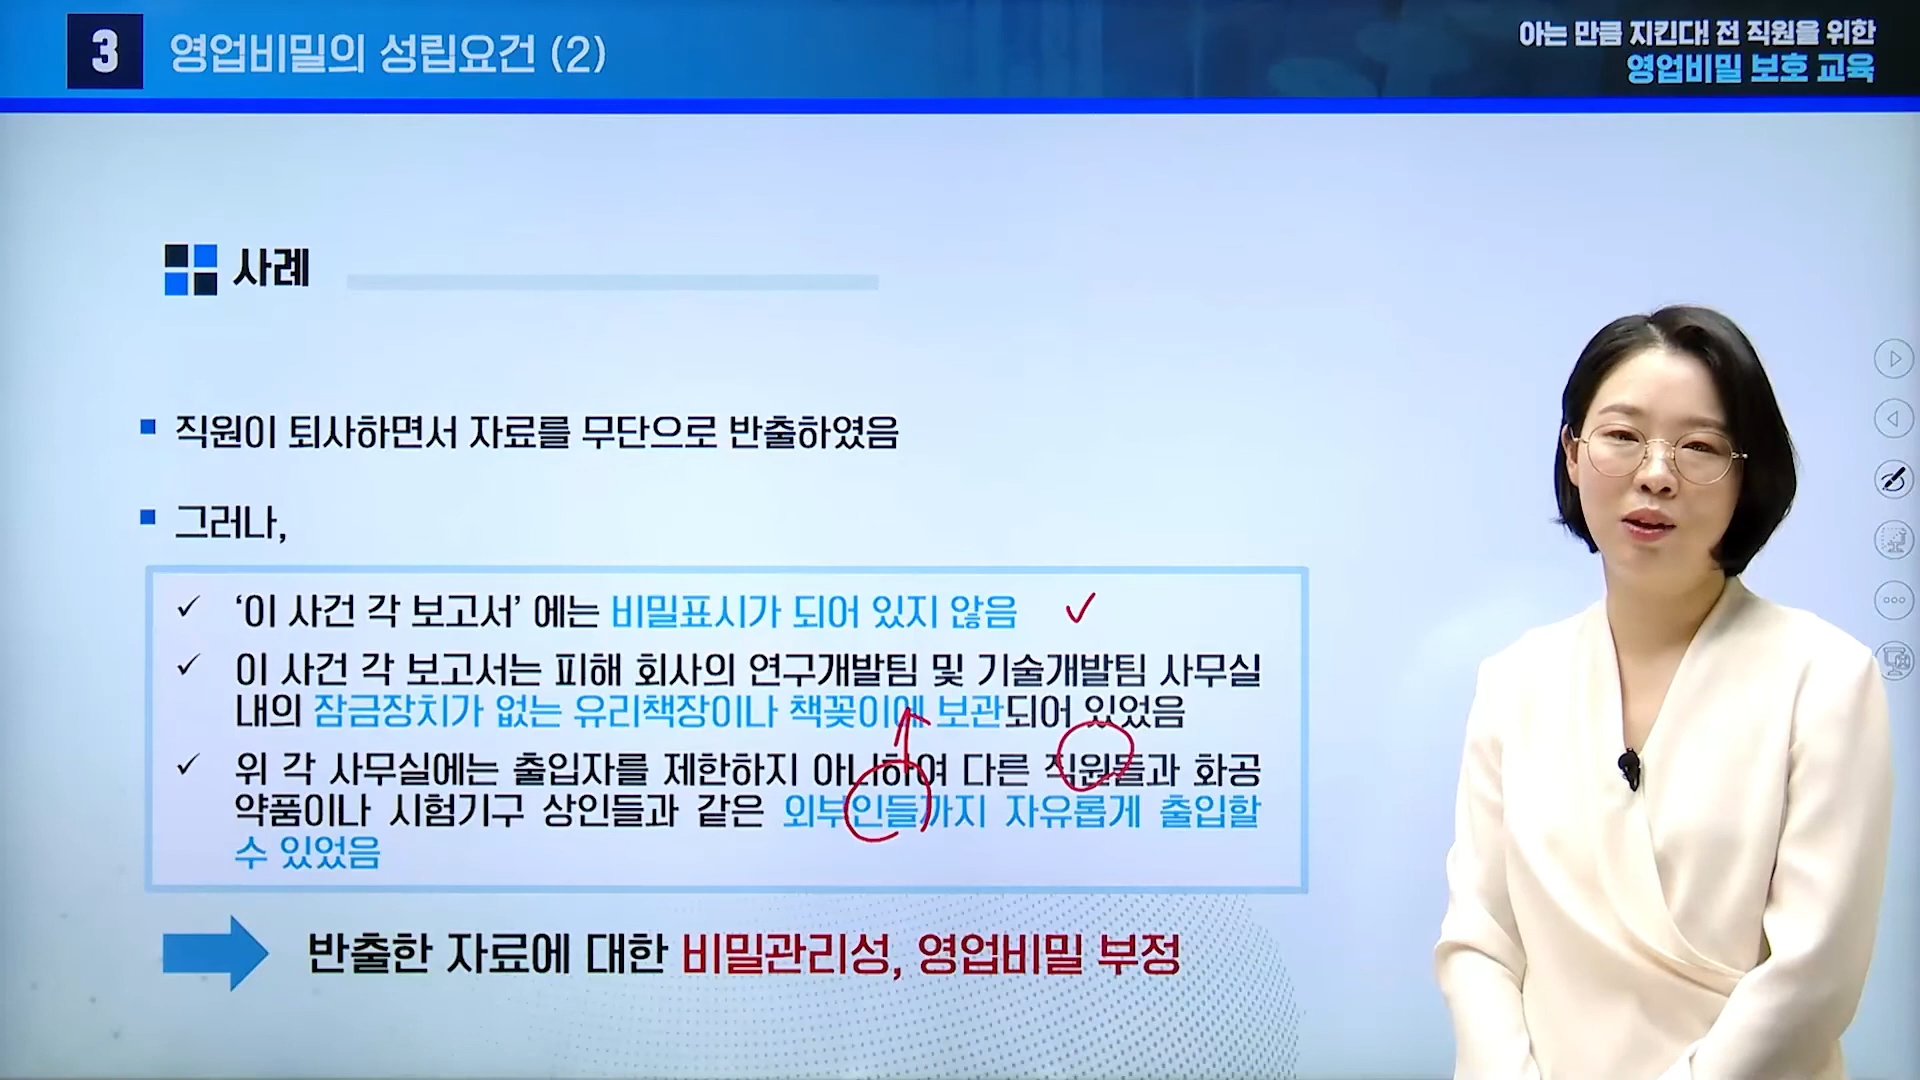 3
영업비밀의 성립요건 (2)
아는 만큼 지킨다! 전 직원을 위한
영업비밀 보호 교육
사례
직원이 퇴사하면서 자료를 무단으로 반출하였음
그러나,
‘이 사건 각 보고서’ 에는 비밀표시가 되어 있지 않음
이 사건 각 보고서는 피해 회사의 연구개발팀 및 기술개발팀 사무실
내의 잠금장치가 없는 유리책장이나 책꽂이에 보관되어 있었음
위 각 사무실에는 출입자를 제한하지 아니하여 다른 직원들과 화공
약품이나 시험기구 상인들과 같은 외부인들까지 자유롭게 출입할
수 있었음
반출한 자료에 대한 비밀관리성, 영업비밀 부정